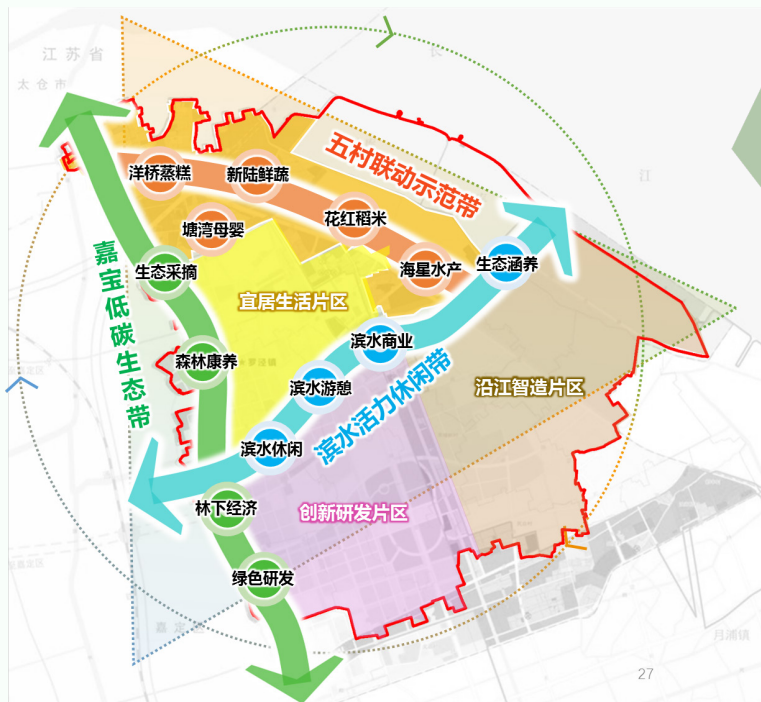 江苏省
太仓市
长
江
五村联动示范带
洋桥蒸糕
新陆鲜蔬
花红稻米
塘湾母婴
海星水产
生态涵养
生态采摘
嘉宝低碳生态带
宜居生活片区
滨水商业
森林康养
滨水游憩
滨水活力休闲带
沿江智造片区
滨水休闲
林下经济
创新研发片区
绿色研发
嘉定区
月浦镇
27